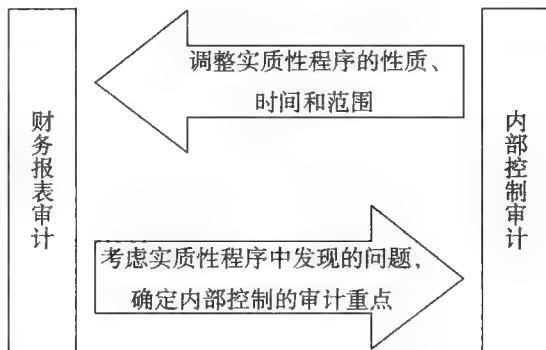 财务报表审计
调整实质性程序的性质、
时间和范围
考虑实质性程序中发现的问题，
确定内部控制的审计重点
内部控制审计